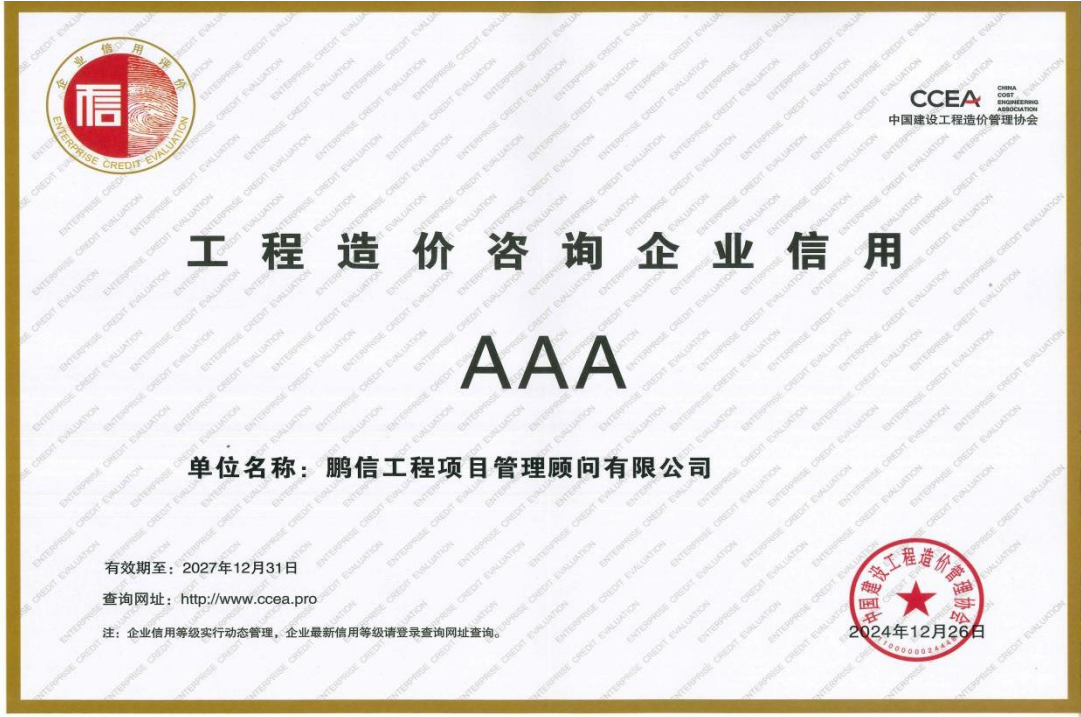 企业信用评价
信
ENTERPRISE CREDIT EVALUATION
CCEA
CHINA
COST
ENGINEERING
ASSOCIATION
中国建设工程造价管理协会
工程造价咨询企业信用
AAA
单位名称：鹏信工程项目管理顾问有限公司
有效期至：2027年12月31日
查询网址：http://www.ccea.pro
注：企业信用等级实行动态管理，企业最新信用等级请登录查询网址查询。
中国建设工程造价管理协会
2024年12月26日